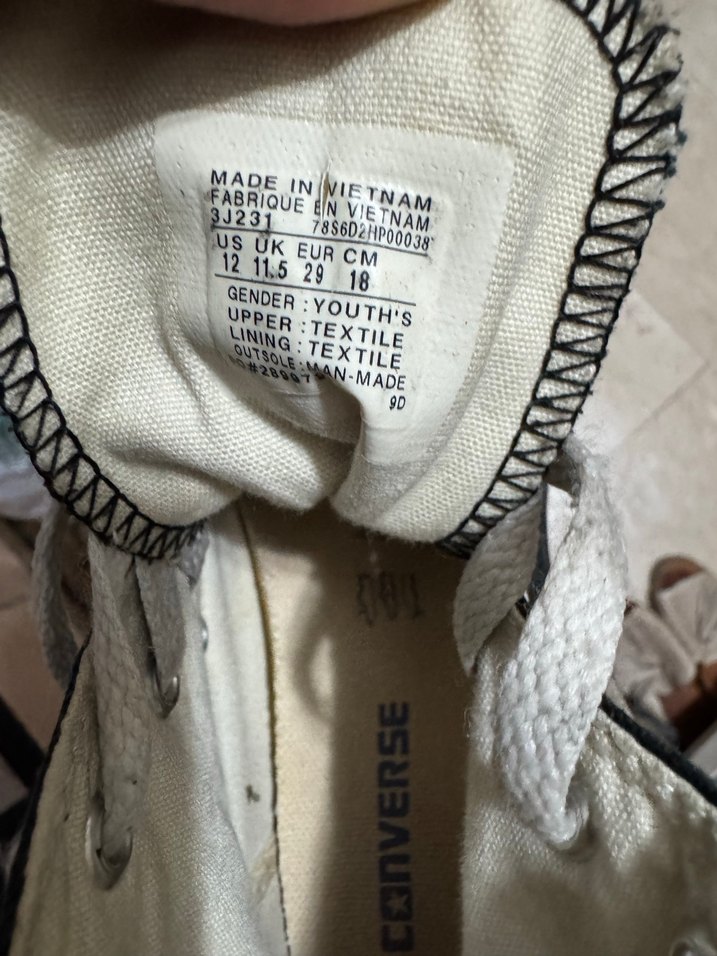 MADE IN VIETNAM
FABRIQUE EN VIETNAM
3J231 78S6D2HP00038
US UK EUR CM
12 11.5 29 18
GENDER : YOUTH'S
UPPER : TEXTILE
LINING : TEXTILE
OUTSOLE : MAN-MADE
9D
CONVERSE